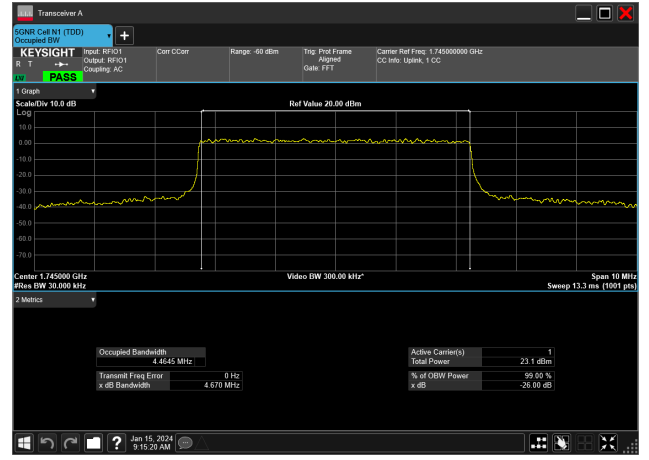 Transceiver A
5GNR Cell N1 (TDD)
Occupied BW
+
KEYSIGHT
R T
LV PASS
Input: RFIO1
Output: RFIO1
Coupling: AC
Corr CCorr
Range: -60 dBm
Trig: Prot Frame
Aligned
Gate: FFT
Carrier Ref Freq: 1.745000000 GHz
CC Info: Uplink, 1 CC
1 Graph
Scale/Div 10.0 dB
Ref Value 20.00 dBm
Log
10.0
0.00
-10.0
-20.0
-30.0
-40.0
-50.0
-60.0
-70.0
Center 1.745000 GHz
Video BW 300.00 kHz*
Span 10 MHz
#Res BW 30.000 kHz
Sweep 13.3 ms (1001 pts)
2 Metrics
Occupied Bandwidth
4.4645 MHz
Transmit Freq Error 0 Hz
x dB Bandwidth 4.670 MHz
Active Carrier(s) 1
Total Power 23.1 dBm
% of OBW Power 99.00 %
x dB -26.00 dB
?
Jan 15, 2024
9:15:20 AM